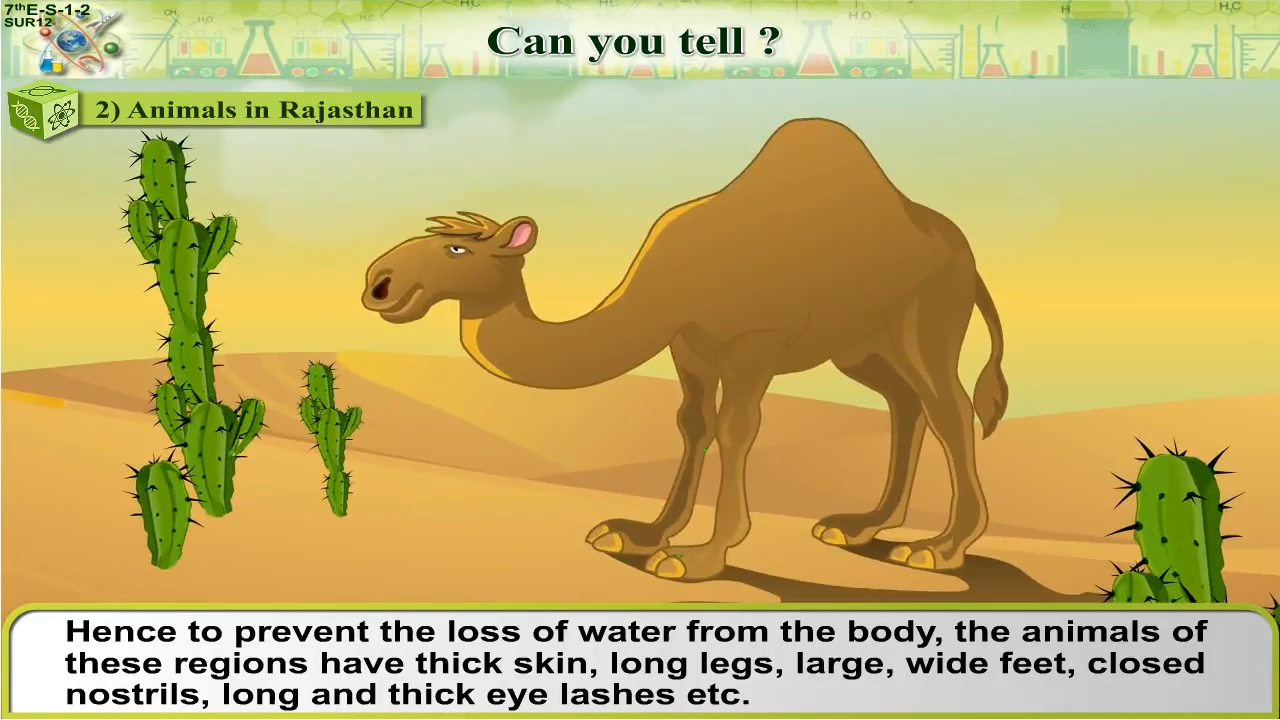 7thE-S-1-2
SUR12
Can you tell ?
2) Animals in Rajasthan
Hence to prevent the loss of water from the body, the animals of
these regions have thick skin, long legs, large, wide feet, closed
nostrils, long and thick eye lashes etc.